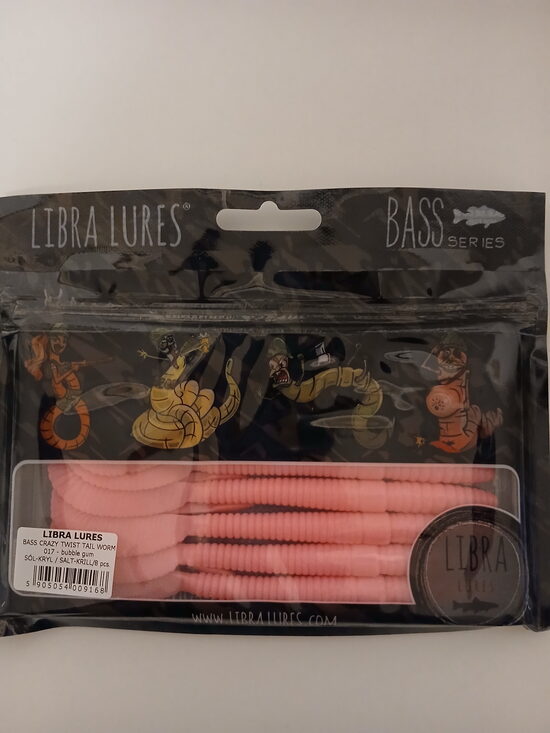 LIBRA LURES®
BASS
SERIES
LIBRA LURES
BASS CRAZY TWIST TAIL WORM
017 - bubble gum
SÓL-KRYL / SALT-KRILL/8 pcs.
5 905054 009168
LIBRA
LURES
WWW.LIBRALURES.COM